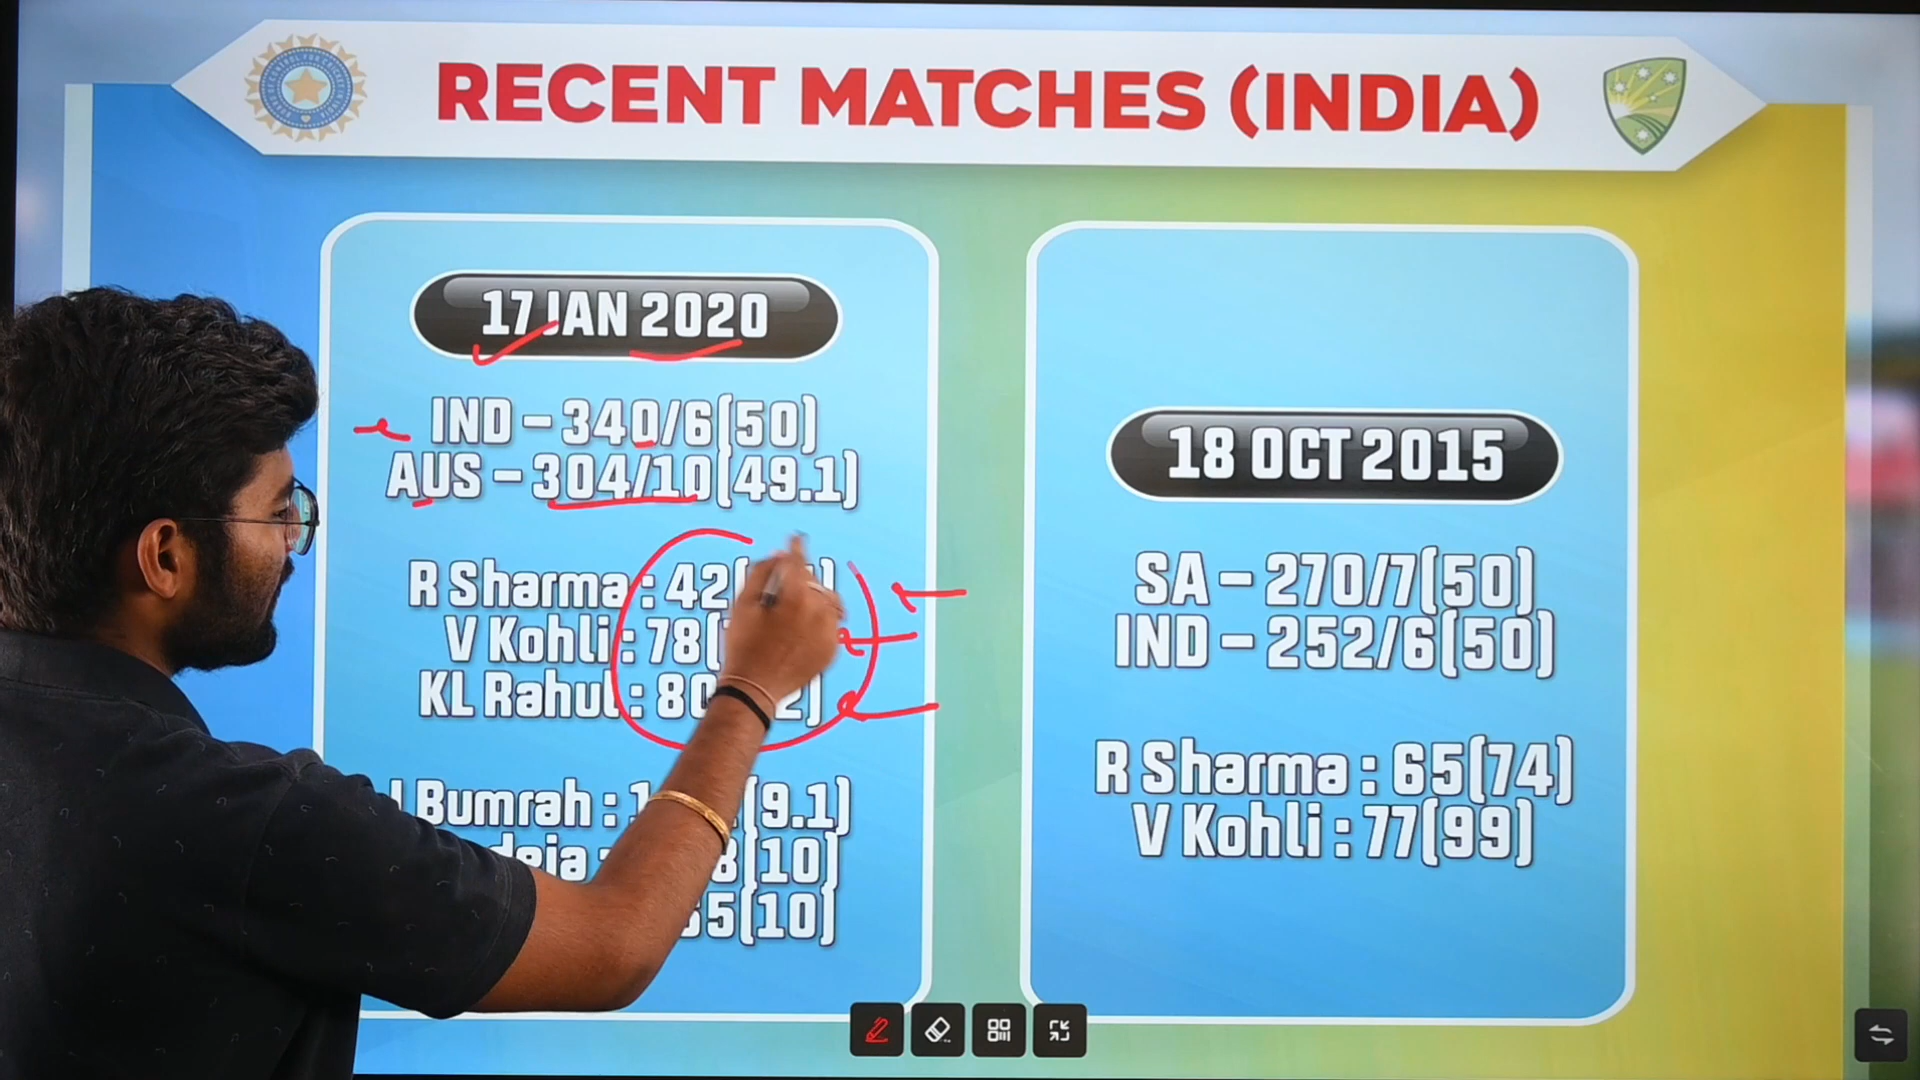 RECENT MATCHES (INDIA)
17 JAN 2020
IND – 340/6(50)
AUS – 304/10(49.1)
R Sharma : 42
V Kohli : 78
KL Rahul : 80
Bumrah : (9.1)
(10)
(10)
18 OCT 2015
SA – 270/7(50)
IND – 252/6(50)
R Sharma : 65(74)
V Kohli : 77(99)